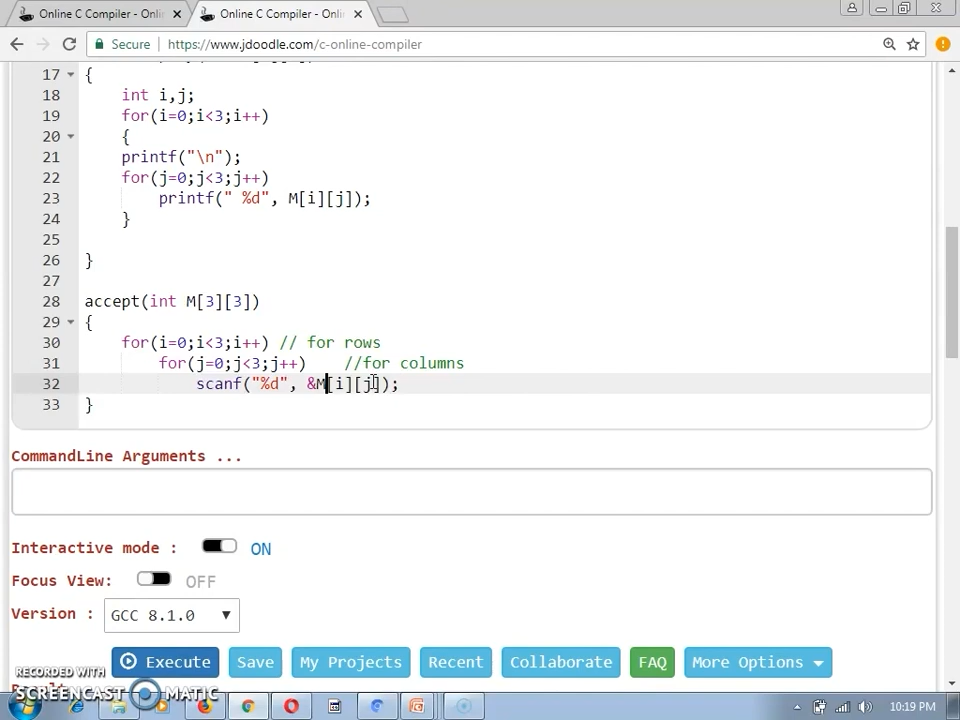 Online C Compiler - Onli
Online C Compiler - Onli
Secure
https://www.jdoodle.com/c-online-compiler
17 {
18 int i,j;
19 for(i=0;i<3;i++)
20 {
21 printf("\n");
22 for(j=0;j<3;j++)
23 printf(" %d", M[i][j]);
24 }
25
26 }
27
28 accept(int M[3][3])
29 {
30 for(i=0;i<3;i++) // for rows
31 for(j=0;j<3;j++) //for columns
32 scanf("%d", &M[i][j]);
33 }
CommandLine Arguments ...
Interactive mode : ON
Focus View: OFF
Version : GCC 8.1.0
Execute Save My Projects Recent Collaborate FAQ More Options
RECORDED WITH
SCREENCAST MATIC
10:19 PM